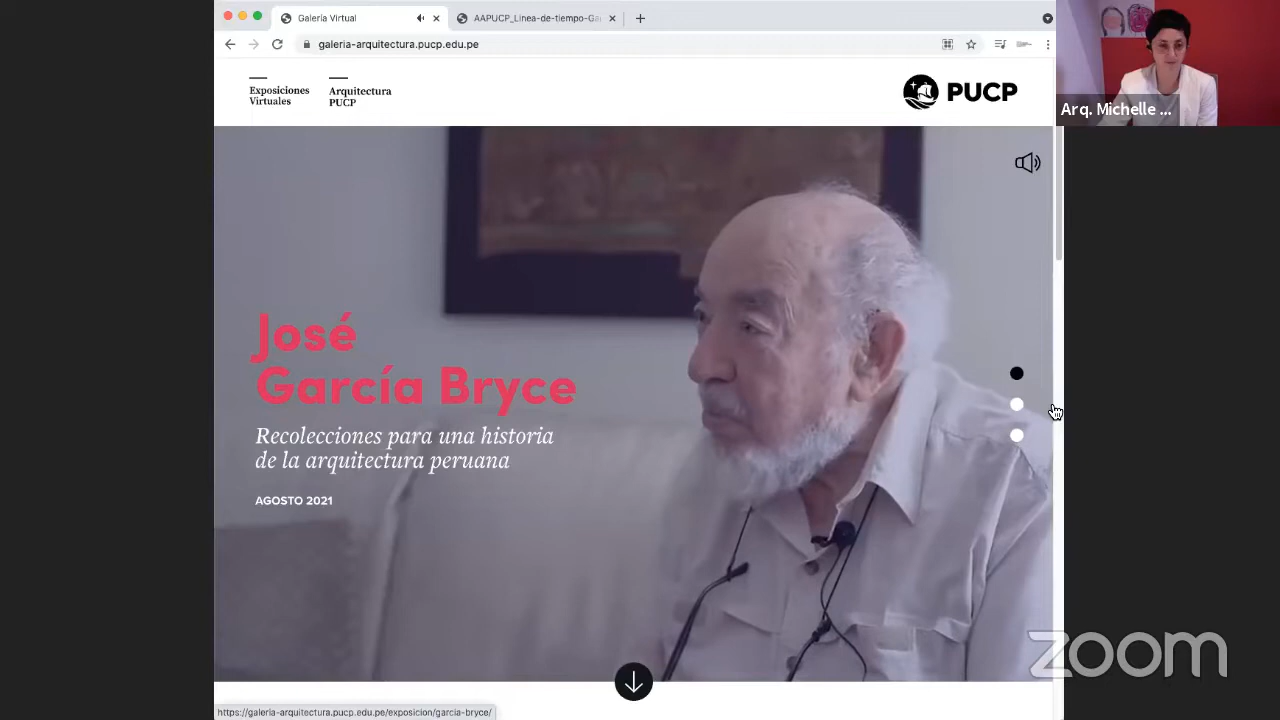 Galería Virtual
AAPUCP_Linea-de-tiempo-Ga
galeria-arquitectura.pucp.edu.pe
Exposiciones
Virtuales
Arquitectura
PUCP
PUCP
Arq. Michelle ...
José
García Bryce
Recolecciones para una historia
de la arquitectura peruana
AGOSTO 2021
zoom
https://galeria-arquitectura.pucp.edu.pe/exposicion/garcia-bryce/